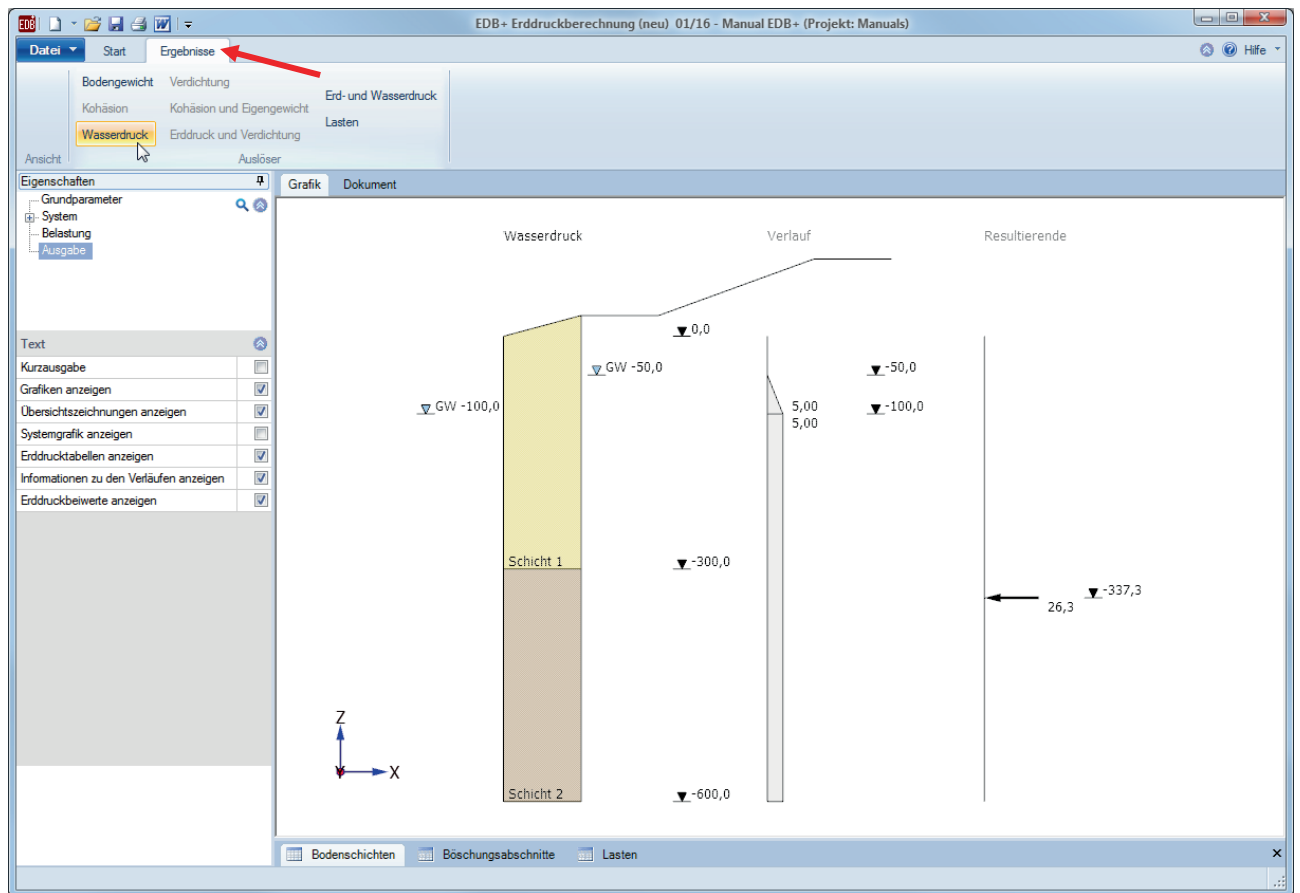 EDB
EDB+ Erddruckberechnung (neu) 01/16 - Manual EDB+ (Projekt: Manuals)
Datei
Start
Ergebnisse
Hilfe
Bodengewicht
Verdichtung
Erd- und Wasserdruck
Kohäsion
Kohäsion und Eigengewicht
Lasten
Wasserdruck
Erddruck und Verdichtung
Ansicht
Auslöser
Eigenschaften
Grundparameter
System
Belastung
Ausgabe
Text
Kurzausgabe
Grafiken anzeigen
Übersichtszeichnungen anzeigen
Systemgrafik anzeigen
Erddrucktabellen anzeigen
Informationen zu den Verläufen anzeigen
Erddruckbeiwerte anzeigen
Grafik
Dokument
Wasserdruck
Verlauf
Resultierende
0,0
GW -50,0
-50,0
GW -100,0
5,00
-100,0
5,00
Schicht 1
-300,0
-337,3
26,3
Z
Y
X
Schicht 2
-600,0
Bodenschichten
Böschungsabschnitte
Lasten